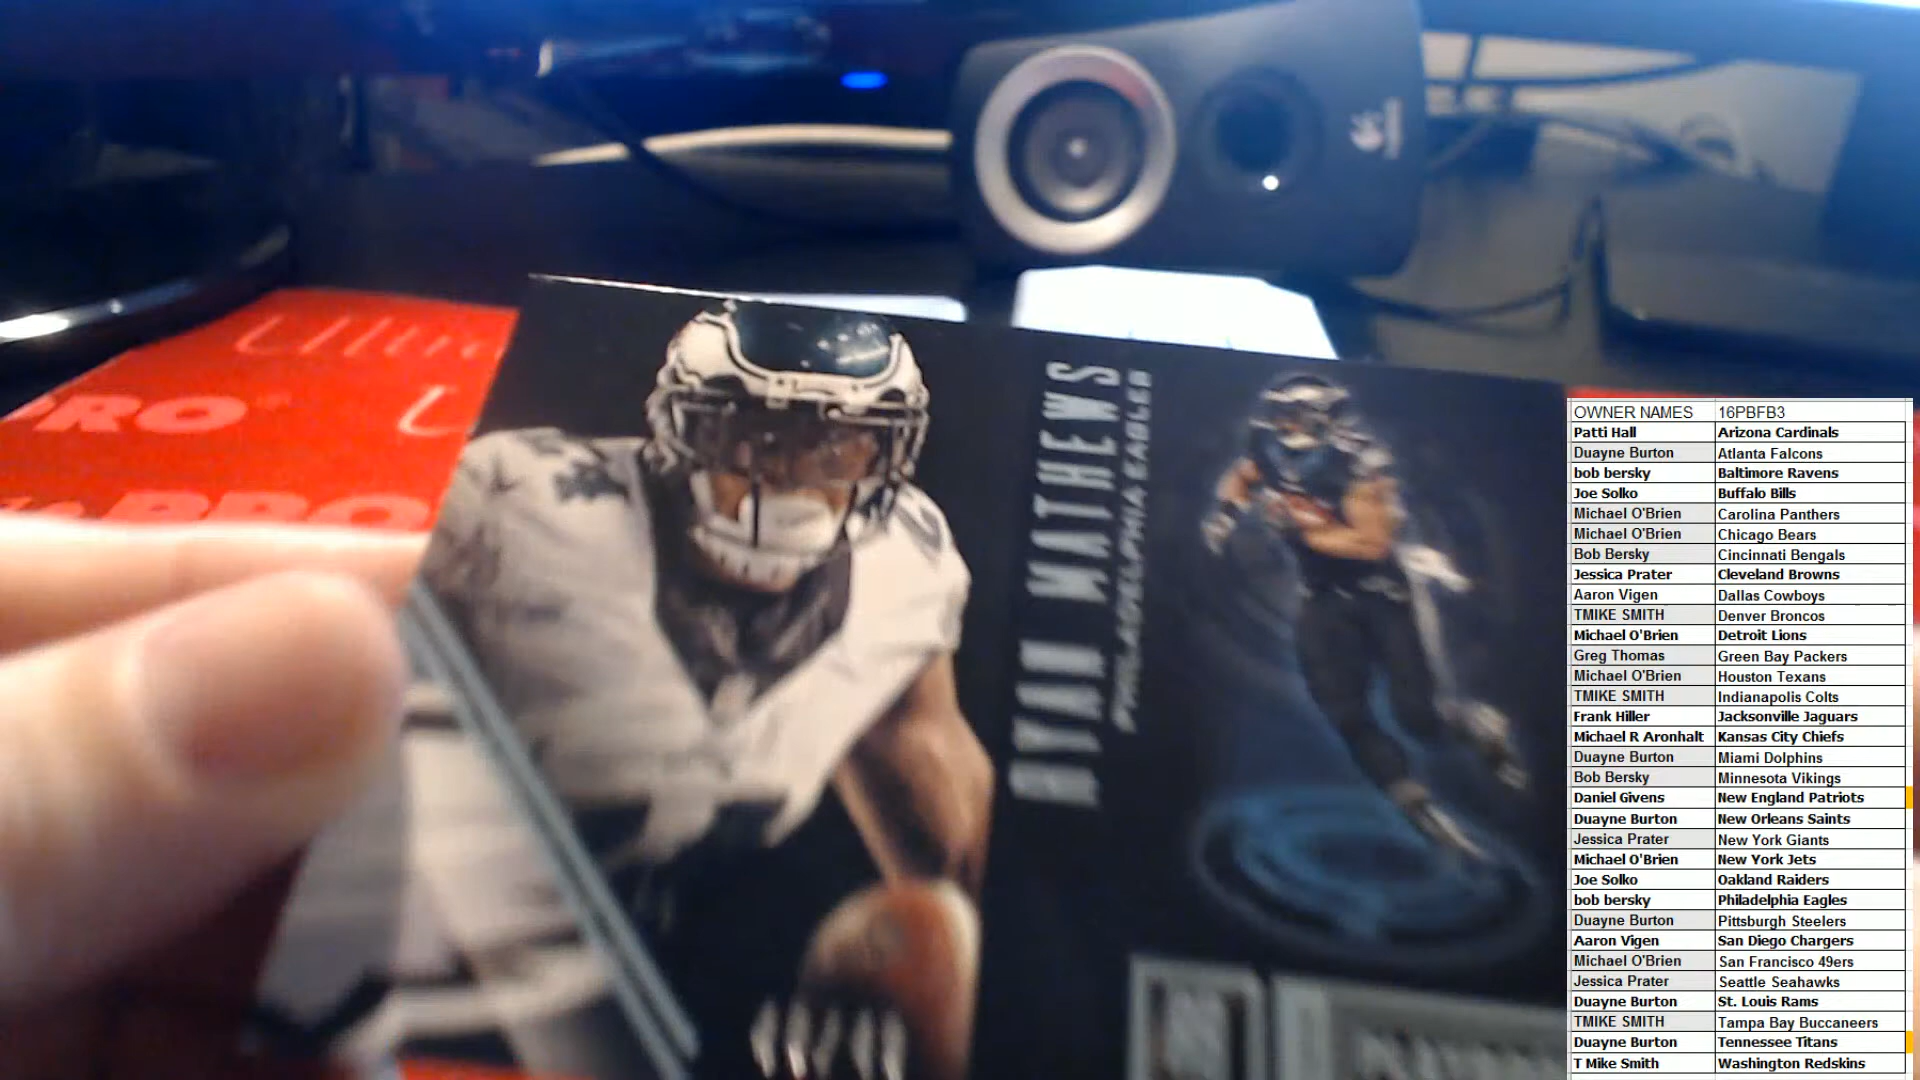 Ultra
PRO
PRO
RYAN MATHEWS
PHILADELPHIA EAGLES
OWNER NAMES 16PBFB3
Patti Hall Arizona Cardinals
Duayne Burton Atlanta Falcons
bob bersky Baltimore Ravens
Joe Solko Buffalo Bills
Michael O'Brien Carolina Panthers
Michael O'Brien Chicago Bears
Bob Bersky Cincinnati Bengals
Jessica Prater Cleveland Browns
Aaron Vigen Dallas Cowboys
TMIKE SMITH Denver Broncos
Michael O'Brien Detroit Lions
Greg Thomas Green Bay Packers
Michael O'Brien Houston Texans
TMIKE SMITH Indianapolis Colts
Frank Hiller Jacksonville Jaguars
Michael R Aronhalt Kansas City Chiefs
Duayne Burton Miami Dolphins
Bob Bersky Minnesota Vikings
Daniel Givens New England Patriots
Duayne Burton New Orleans Saints
Jessica Prater New York Giants
Michael O'Brien New York Jets
Joe Solko Oakland Raiders
bob bersky Philadelphia Eagles
Duayne Burton Pittsburgh Steelers
Aaron Vigen San Diego Chargers
Michael O'Brien San Francisco 49ers
Jessica Prater Seattle Seahawks
Duayne Burton St. Louis Rams
TMIKE SMITH Tampa Bay Buccaneers
Duayne Burton Tennessee Titans
T Mike Smith Washington Redskins